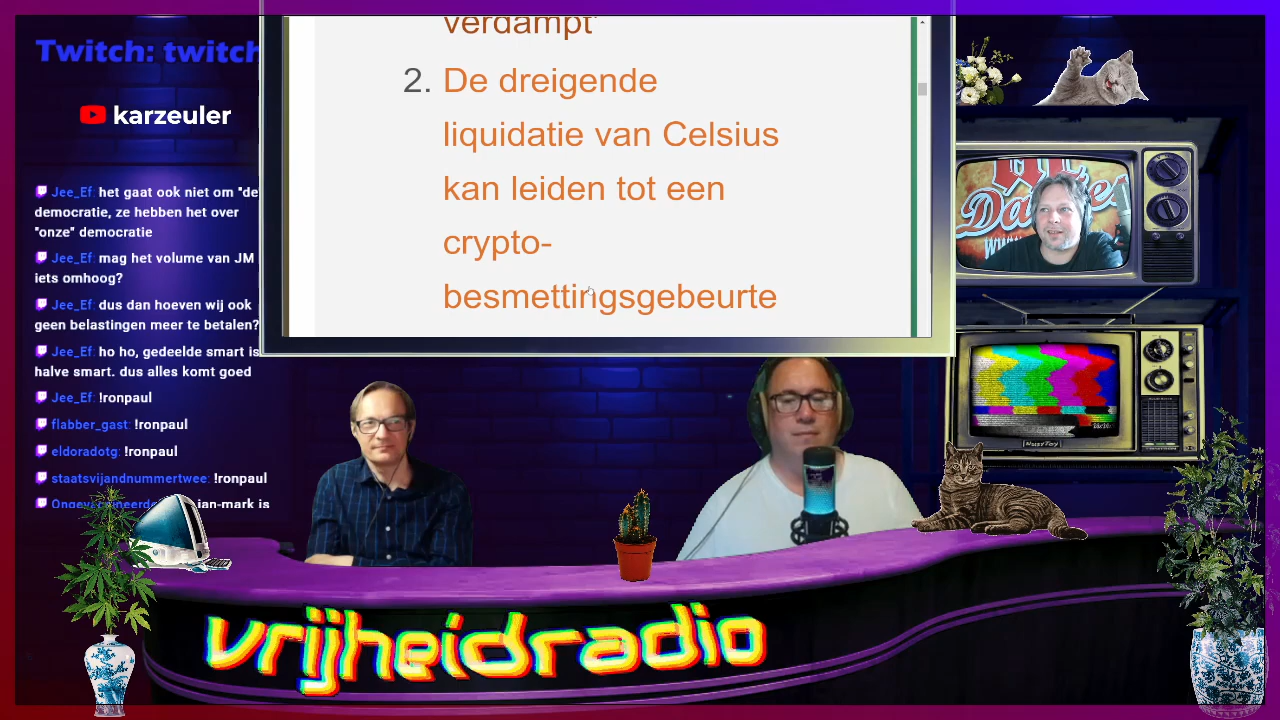 Twitch: twitch
karzeuler
Jee_Ef: het gaat ook niet om "de
democratie, ze hebben het over
"onze" democratie
Jee_Ef: mag het volume van JM
iets omhoog?
Jee_Ef: dus dan hoeven wij ook
geen belastingen meer te betalen?
Jee_Ef: ho ho, gedeelde smart is
halve smart. dus alles komt goed
Jee_Ef: !ronpaul
flabber_gast: !ronpaul
eldoradotg: !ronpaul
staatsvijandnummertwee: !ronpaul
jan-mark is
verdampt'
2. De dreigende
liquidatie van Celsius
kan leiden tot een
crypto-
besmettingsgebeurte
vrijheidradio